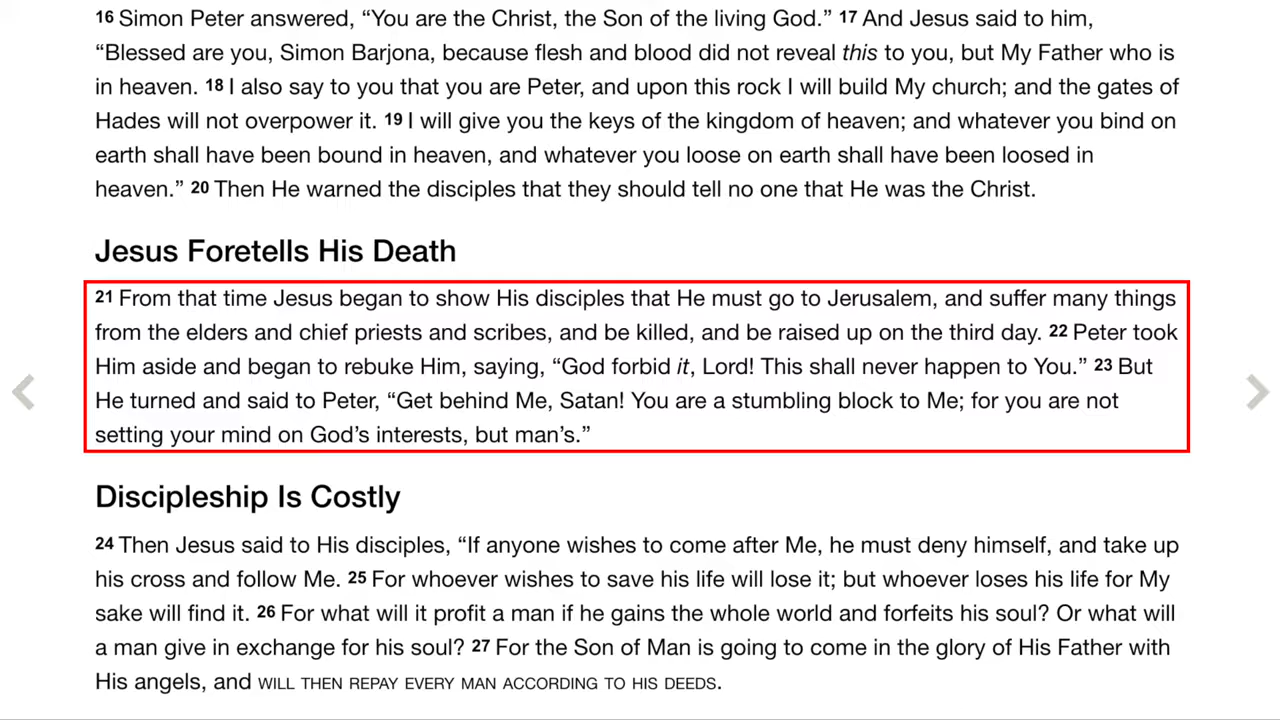 16 Simon Peter answered, “You are the Christ, the Son of the living God.” 17 And Jesus said to him,
“Blessed are you, Simon Barjona, because flesh and blood did not reveal this to you, but My Father who is
in heaven. 18 I also say to you that you are Peter, and upon this rock I will build My church; and the gates of
Hades will not overpower it. 19 I will give you the keys of the kingdom of heaven; and whatever you bind on
earth shall have been bound in heaven, and whatever you loose on earth shall have been loosed in
heaven.” 20 Then He warned the disciples that they should tell no one that He was the Christ.
Jesus Foretells His Death
21 From that time Jesus began to show His disciples that He must go to Jerusalem, and suffer many things
from the elders and chief priests and scribes, and be killed, and be raised up on the third day. 22 Peter took
Him aside and began to rebuke Him, saying, “God forbid it, Lord! This shall never happen to You.” 23 But
He turned and said to Peter, “Get behind Me, Satan! You are a stumbling block to Me; for you are not
setting your mind on God’s interests, but man’s.”
Discipleship Is Costly
24 Then Jesus said to His disciples, “If anyone wishes to come after Me, he must deny himself, and take up
his cross and follow Me. 25 For whoever wishes to save his life will lose it; but whoever loses his life for My
sake will find it. 26 For what will it profit a man if he gains the whole world and forfeits his soul? Or what will
a man give in exchange for his soul? 27 For the Son of Man is going to come in the glory of His Father with
His angels, and WILL THEN REPAY EVERY MAN ACCORDING TO HIS DEEDS.